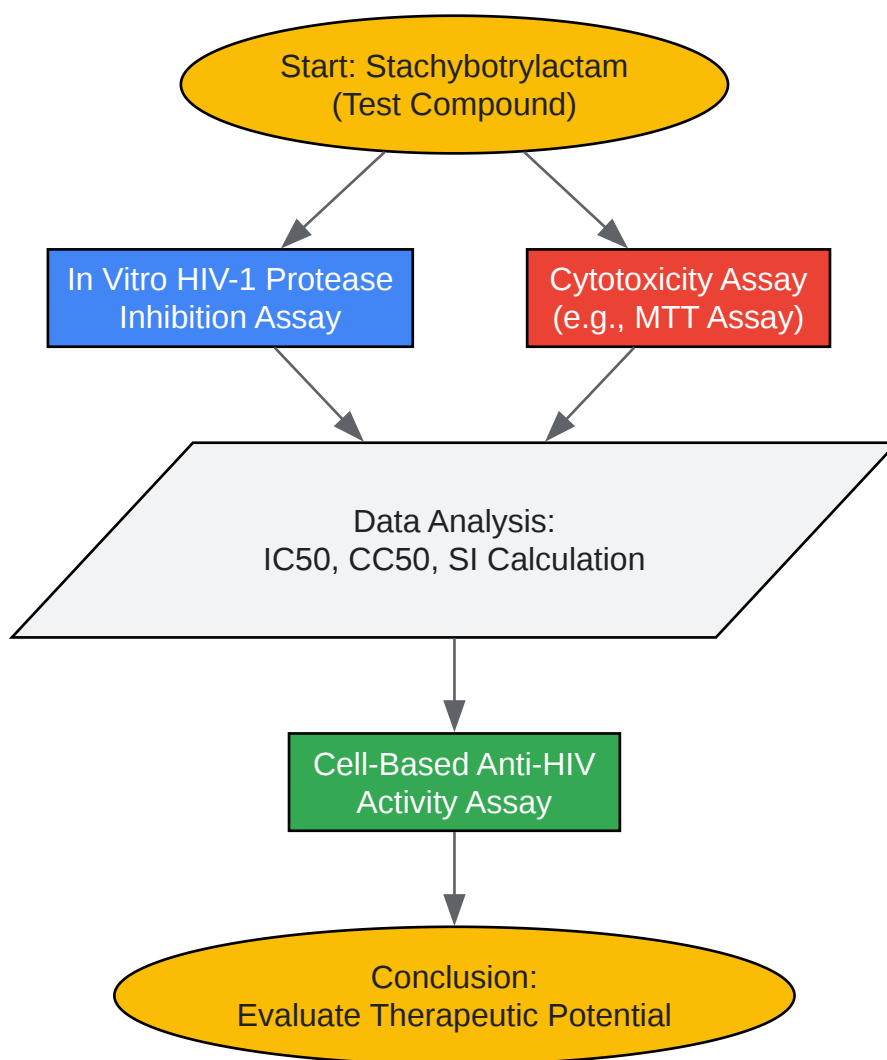 Start: Stachybotrylactam
(Test Compound)
In Vitro HIV-1 Protease
Inhibition Assay
Cytotoxicity Assay
(e.g., MTT Assay)
Data Analysis:
IC50, CC50, SI Calculation
Cell-Based Anti-HIV
Activity Assay
Conclusion:
Evaluate Therapeutic Potential